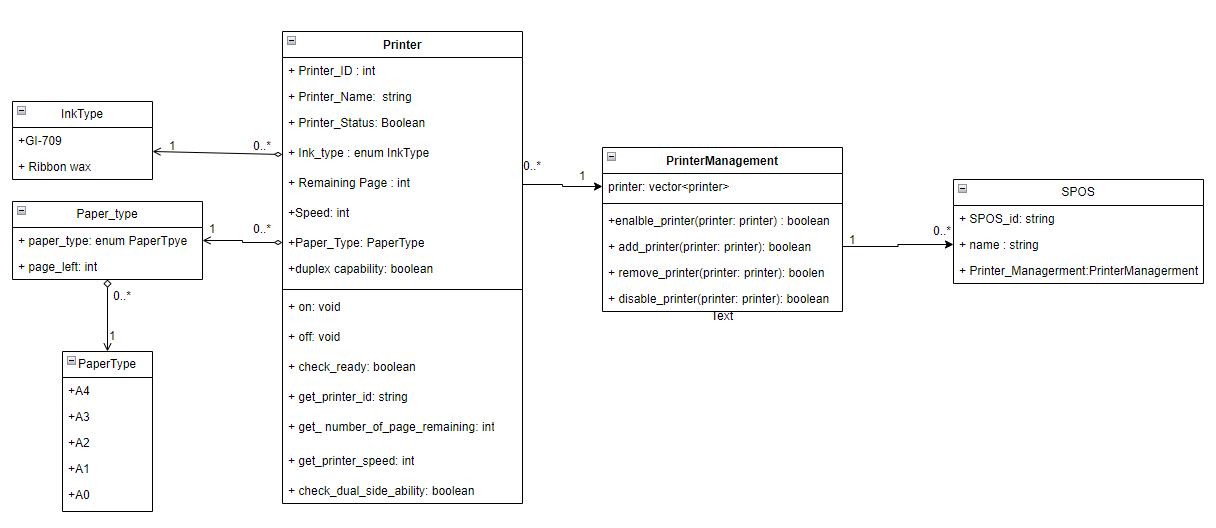 InkType
+GI-709
+ Ribbon wax
1
0..*
Paper_type
+ paper_type: enum PaperTpye
+ page_left: int
1
0..*
0..*
1
PaperType
+A4
+A3
+A2
+A1
+A0
Printer
+ Printer_ID : int
+ Printer_Name: string
+ Printer_Status: Boolean
+ Ink_type : enum InkType
+ Remaining Page : int
+Speed: int
+Paper_Type: PaperType
+duplex capability: boolean
+ on: void
+ off: void
+ check_ready: boolean
+ get_printer_id: string
+ get_ number_of_page_remaining: int
+ get_printer_speed: int
+ check_dual_side_ability: boolean
0..*
1
PrinterManagement
printer: vector<printer>
+enable_printer(printer: printer) : boolean
+ add_printer(printer: printer): boolean
+ remove_printer(printer: printer): boolen
+ disable_printer(printer: printer): boolean
Text
1
0..*
SPOS
+ SPOS_id: string
+ name : string
+ Printer_Managerment:PrinterManagerment